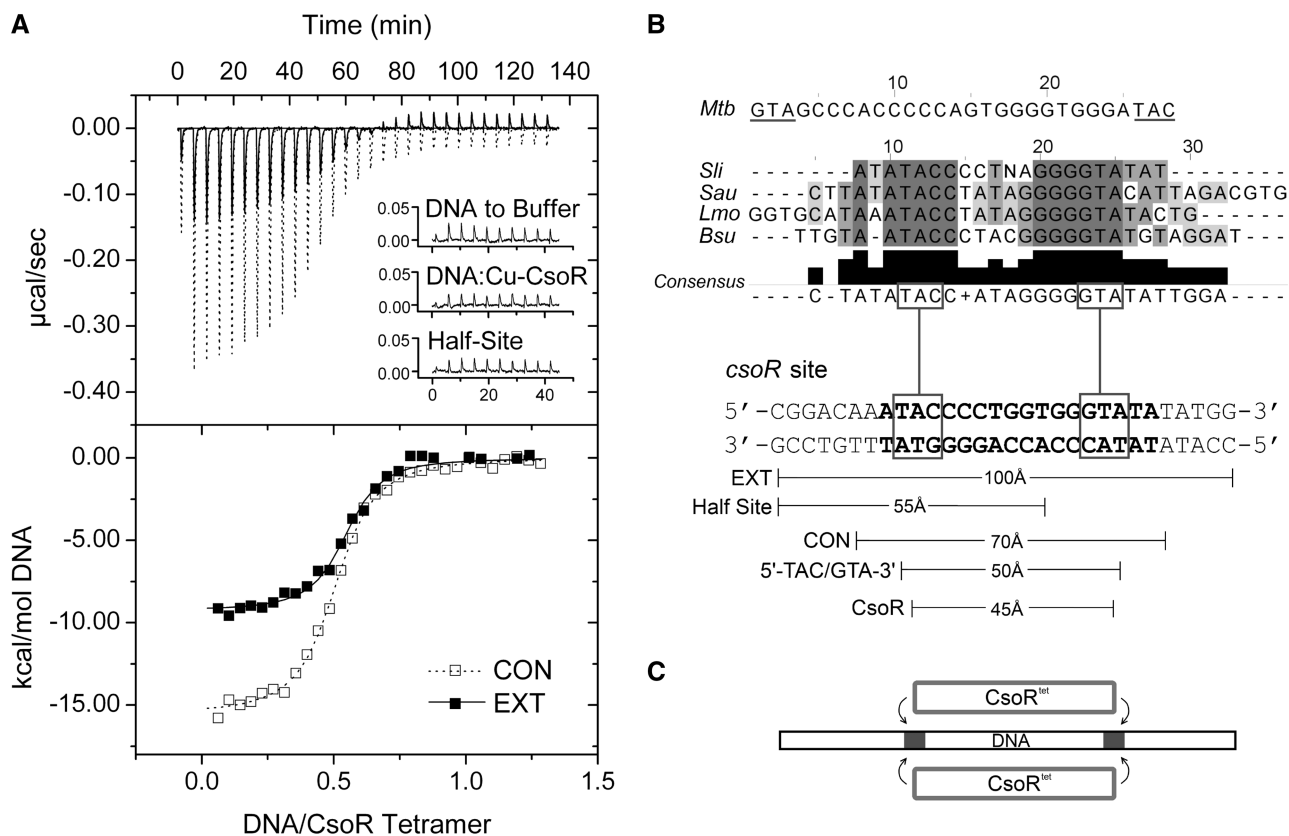 A
Time (min)
0 20 40 60 80 100 120 140
0.00
-0.10
-0.20
-0.30
-0.40
µcal/sec
0.05
DNA to Buffer
0.00
0.05
DNA:Cu-CsoR
0.00
0.05
Half-Site
0.00
0 20 40
0.00
-5.00
-10.00
-15.00
kcal/mol DNA
CON
EXT
0.0 0.5 1.0 1.5
DNA/CsoR Tetramer
B
10 20
Mtb GTAGCCCACCCCCAGTGGGGTGGGATAC
10 20 30
Sli - - - - - - - ATATACCCCTNAGGGGTATAT - - - - - - - -
Sau - - - - CTTATATACCTATAGGGGGTACATTAGACGTG
Lmo GGTGCATAAATACCTATAGGGGGTATACTG - - - - - -
Bsu - - - TTGTA-ATACCCTACGGGGGTATGTAGGAT - - -
Consensus
- - - - C-TATATACC+ATAGGGGGTATATTGGA- - - -
csoR site
5′-CGGACAAATACCCCTGGTGGGTATATATGG-3′
3′-GCCTGTTTATGGGGACCACCCATATATACC-5′
EXT 100Å
Half Site 55Å
CON 70Å
5'-TAC/GTA-3' 50Å
CsoR 45Å
C
CsoRtet
DNA
CsoRtet